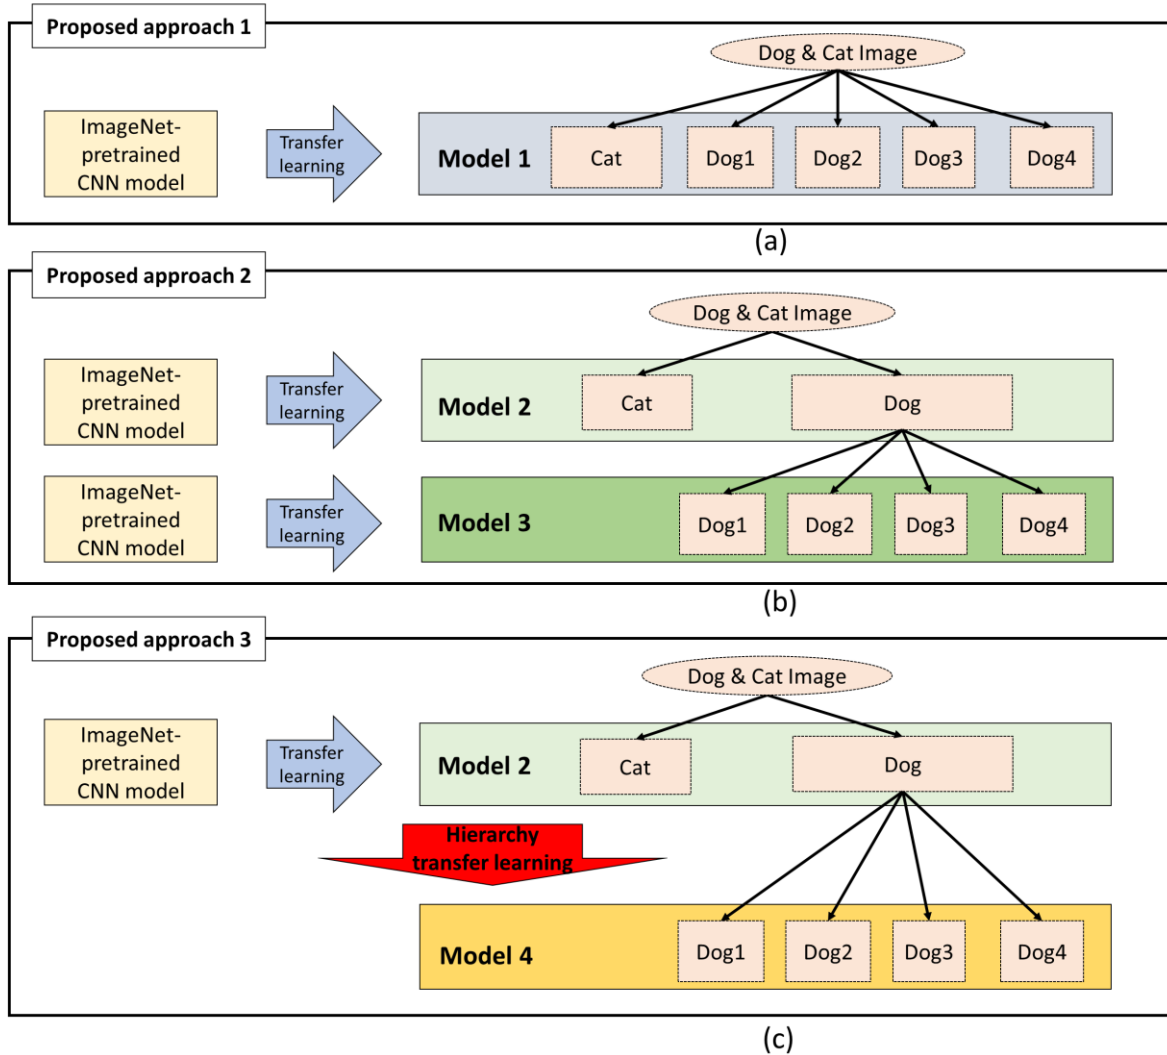 Proposed approach 1
Dog & Cat Image
ImageNet-
pretrained
CNN model
Transfer
learning
Model 1
Cat
Dog1
Dog2
Dog3
Dog4
(a)
Proposed approach 2
Dog & Cat Image
ImageNet-
pretrained
CNN model
Transfer
learning
Model 2
Cat
Dog
ImageNet-
pretrained
CNN model
Transfer
learning
Model 3
Dog1
Dog2
Dog3
Dog4
(b)
Proposed approach 3
Dog & Cat Image
ImageNet-
pretrained
CNN model
Transfer
learning
Model 2
Cat
Dog
Hierarchy
transfer learning
Model 4
Dog1
Dog2
Dog3
Dog4
(c)